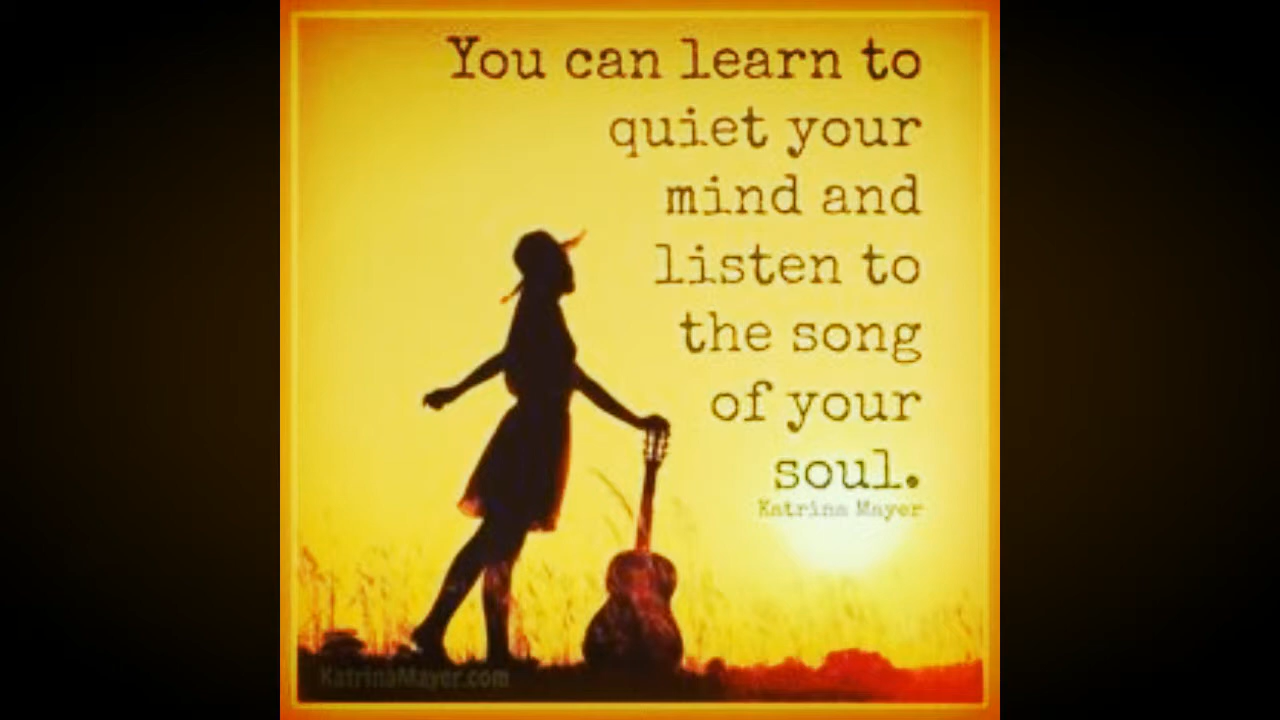 You can learn to
quiet your
mind and
listen to
the song
of your
soul.
Katrina Mayer
KatrinaMayer.com